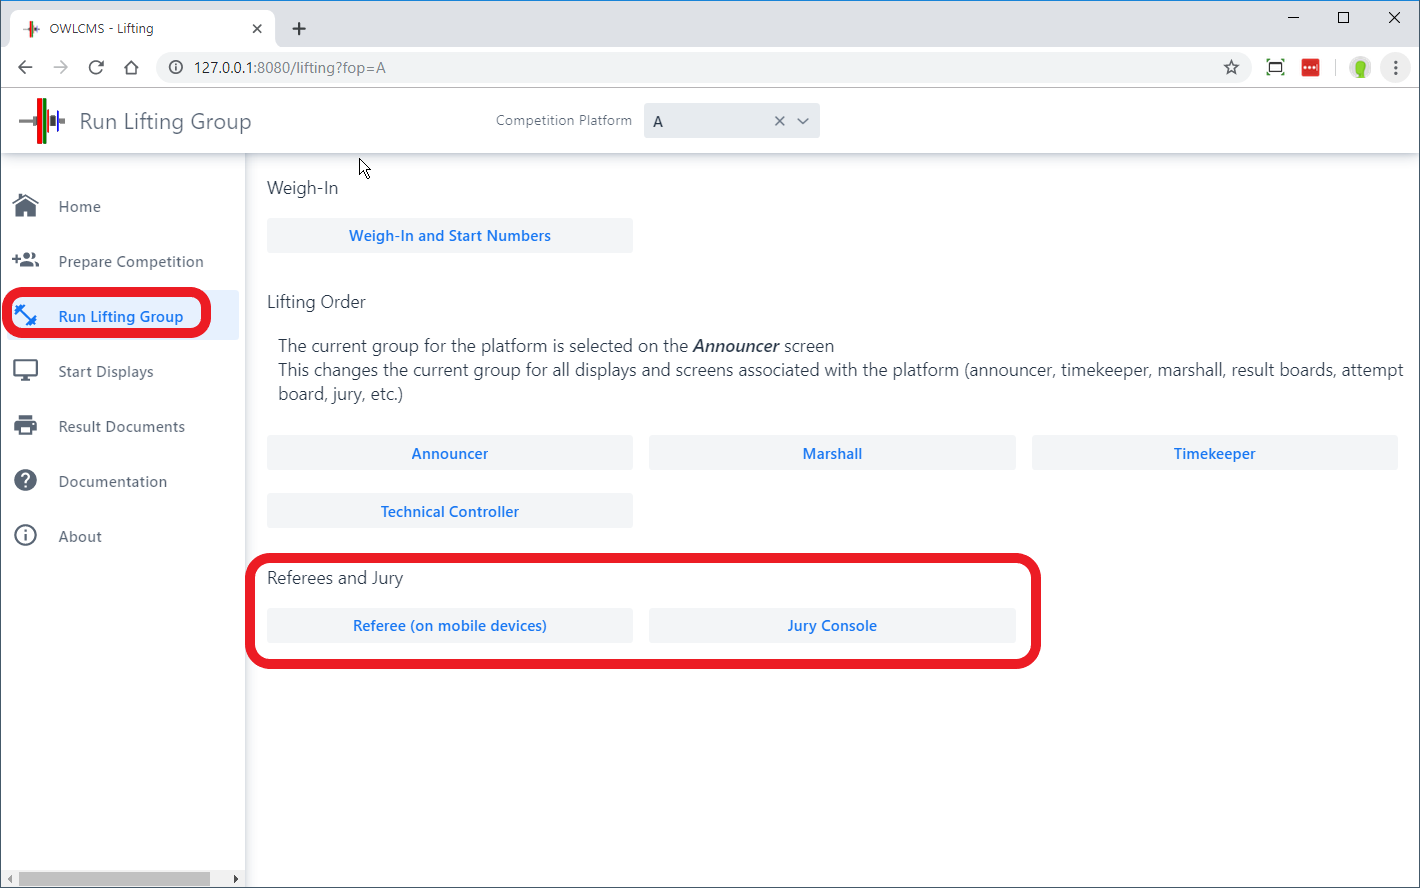 OWLCMS - Lifting
127.0.0.1:8080/lifting?fop=A
Run Lifting Group
Competition Platform
A
Home
Prepare Competition
Run Lifting Group
Start Displays
Result Documents
Documentation
About
Weigh-In
Weigh-In and Start Numbers
Lifting Order
The current group for the platform is selected on the Announcer screen
This changes the current group for all displays and screens associated with the platform (announcer, timekeeper, marshall, result boards, attempt
board, jury, etc.)
Announcer
Marshall
Timekeeper
Technical Controller
Referees and Jury
Referee (on mobile devices)
Jury Console